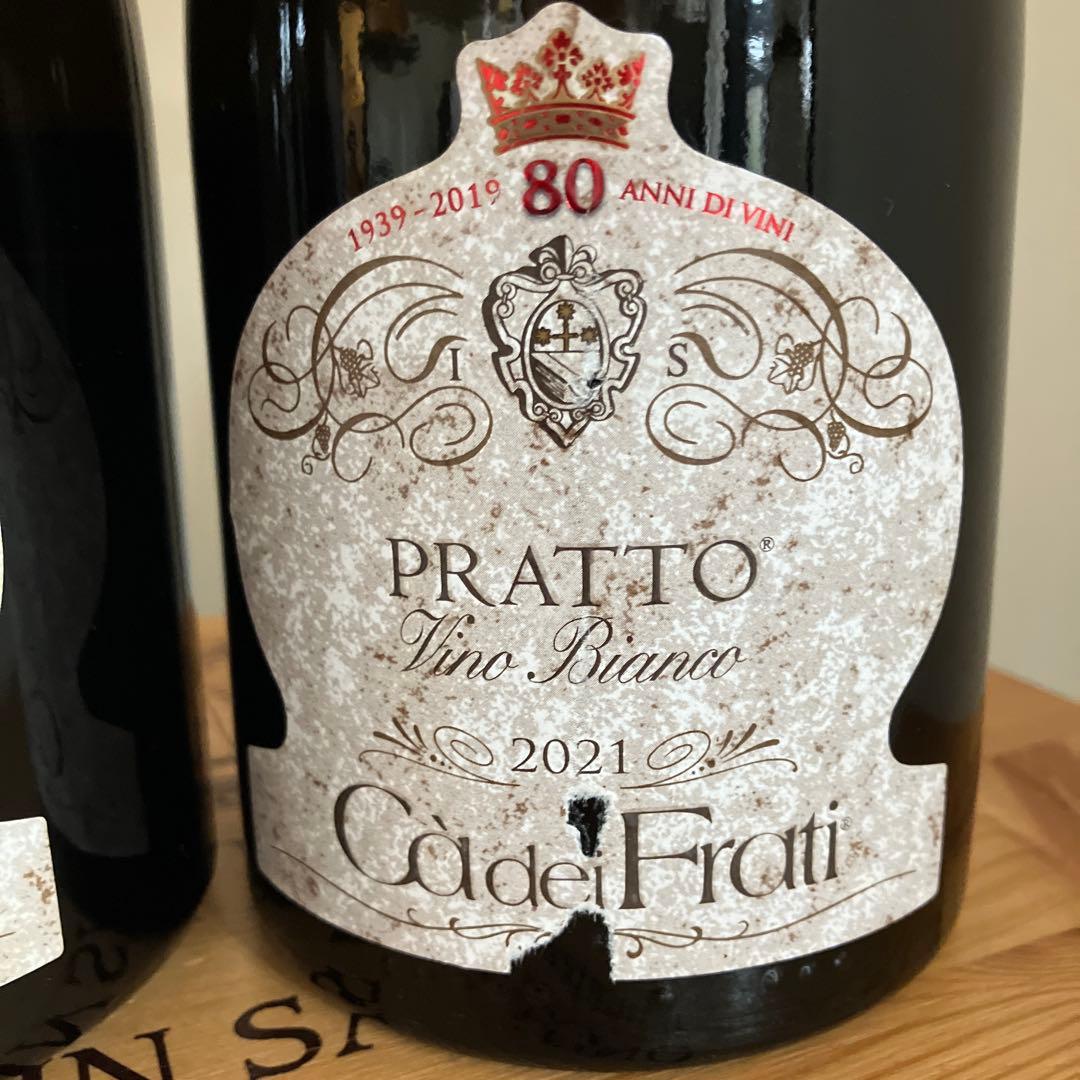 1939 - 2019 80 ANNI DI VINI
I S
PRATTO®
Vino Bianco
2021
Cà dei Frati®